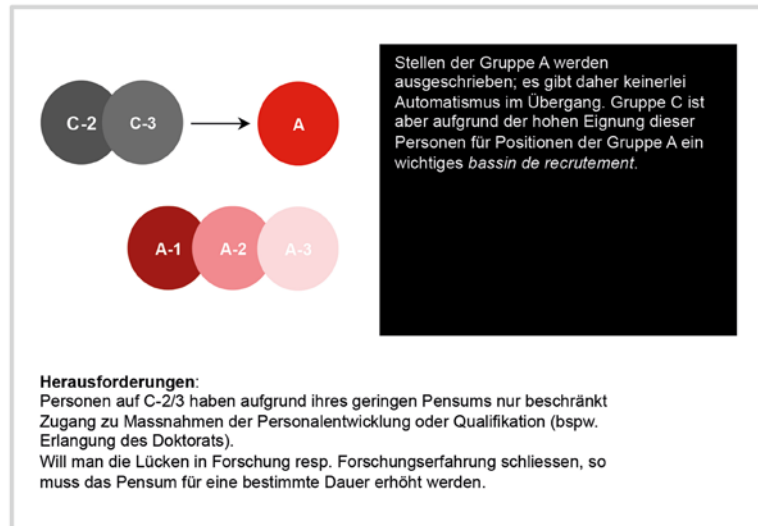 C-2
C-3
A
Stellen der Gruppe A werden
ausgeschrieben; es gibt daher keinerlei
Automatismus im Übergang. Gruppe C ist
aber aufgrund der hohen Eignung dieser
Personen für Positionen der Gruppe A ein
wichtiges bassin de recrutement.
A-1
A-2
A-3
Herausforderungen:
Personen auf C-2/3 haben aufgrund ihres geringen Pensums nur beschränkt
Zugang zu Massnahmen der Personalentwicklung oder Qualifikation (bspw.
Erlangung des Doktorats).
Will man die Lücken in Forschung resp. Forschungserfahrung schliessen, so
muss das Pensum für eine bestimmte Dauer erhöht werden.